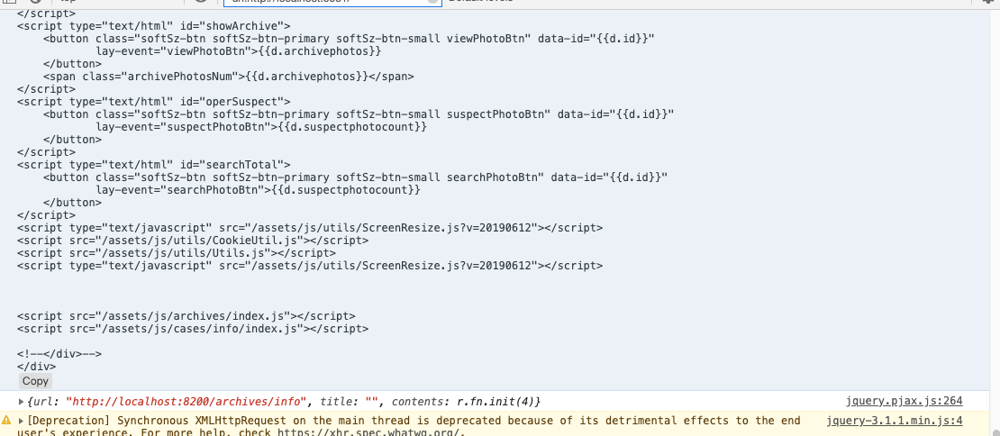 </script>
<script type="text/html" id="showArchive">
<button class="softSz-btn softSz-btn-primary softSz-btn-small viewPhotoBtn" data-id="{{d.id}}"
lay-event="viewPhotoBtn">{{d.archivephotos}}
</button>
<span class="archivePhotosNum">{{d.archivephotos}}</span>
</script>
<script type="text/html" id="operSuspect">
<button class="softSz-btn softSz-btn-primary softSz-btn-small suspectPhotoBtn" data-id="{{d.id}}"
lay-event="suspectPhotoBtn">{{d.suspectphotocount}}
</button>
</script>
<script type="text/html" id="searchTotal">
<button class="softSz-btn softSz-btn-primary softSz-btn-small searchPhotoBtn" data-id="{{d.id}}"
lay-event="searchPhotoBtn">{{d.suspectphotocount}}
</button>
</script>
<script type="text/javascript" src="/assets/js/utils/ScreenResize.js?v=20190612"></script>
<script src="/assets/js/utils/CookieUtil.js"></script>
<script src="/assets/js/utils/Utils.js"></script>
<script type="text/javascript" src="/assets/js/utils/ScreenResize.js?v=20190612"></script>
<script src="/assets/js/archives/index.js"></script>
<script src="/assets/js/cases/info/index.js"></script>
<!--</div>-->
</div>
Copy
{url: "http://localhost:8200/archives/info", title: "", contents: r.fn.init(4)} jquery.pjax.js:264
[Deprecation] Synchronous XMLHttpRequest on the main thread is deprecated because of its detrimental effects to the end jquery-3.1.1.min.js:4
user's experience. For more help, check https://xhr.spec.whatwg.org/.